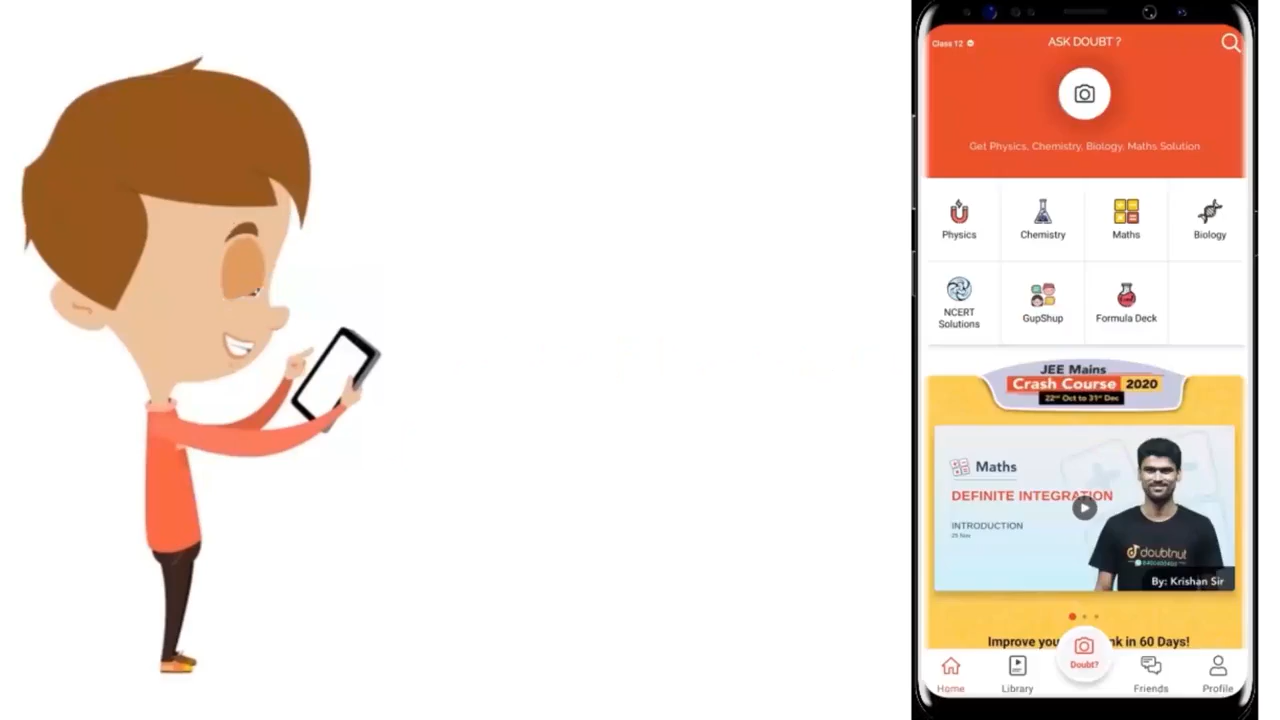 Class 12
ASK DOUBT ?
Get Physics, Chemistry, Biology, Maths Solution
Physics
Chemistry
Maths
Biology
NCERT
Solutions
GupShup
Formula Deck
JEE Mains
Crash Course 2020
22nd Oct to 31st Dec
Maths
DEFINITE INTEGRATION
INTRODUCTION
doubtnut
By: Krishan Sir
Improve you nk in 60 Days!
Doubt?
Home
Library
Friends
Profile